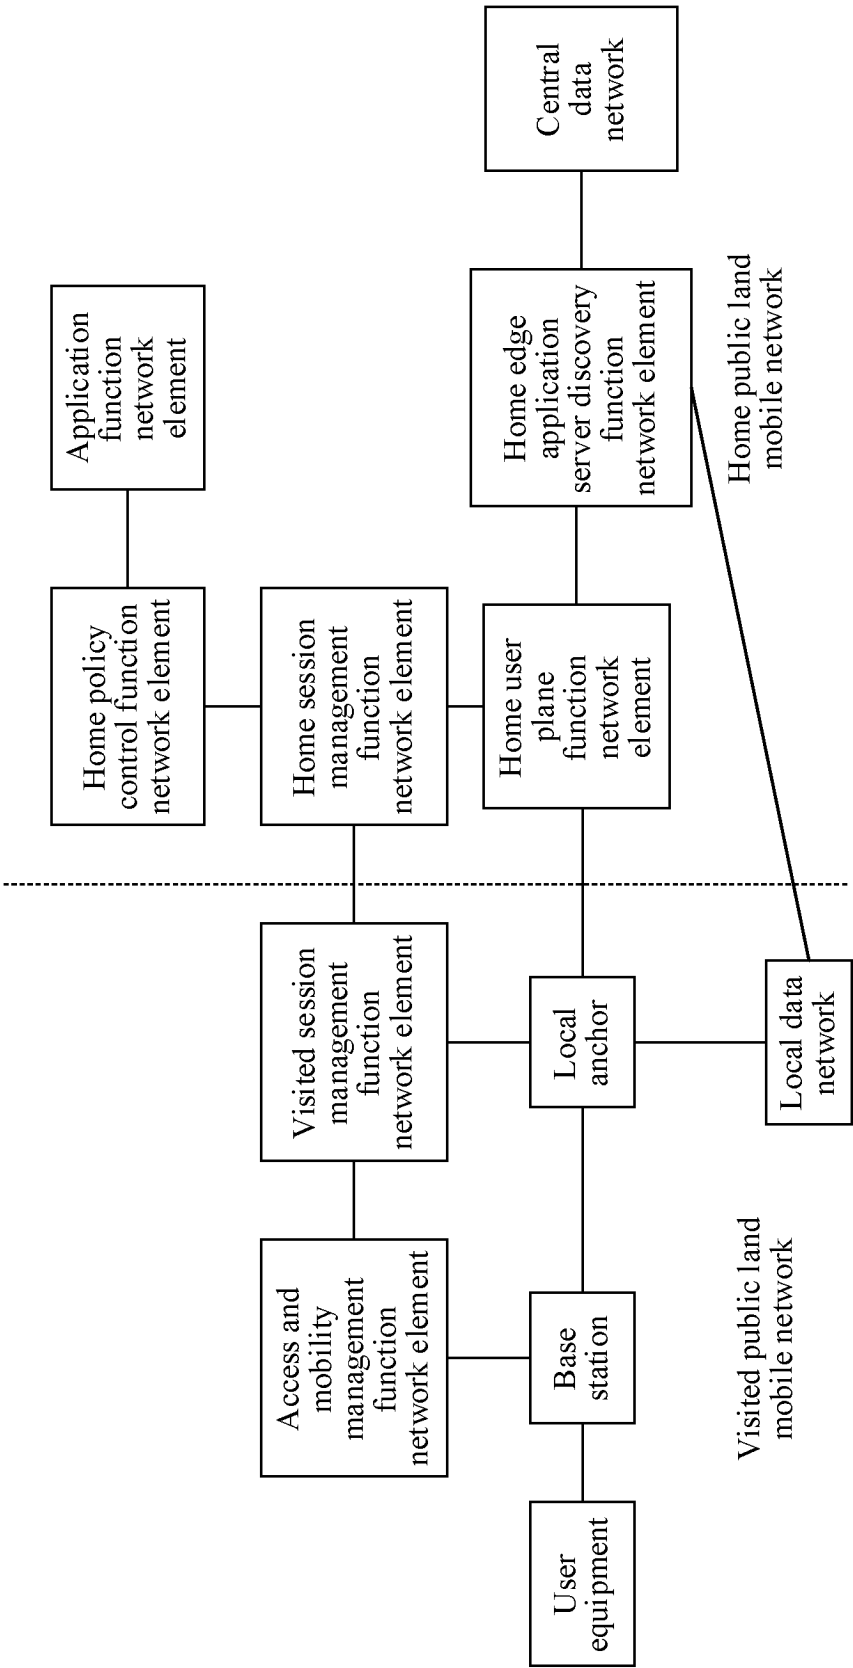 Application
function
network
element
Home policy
control function
network element
Access and
mobility
management
function
network element
Visited session
management
function
network element
Home session
management
function
network element
User
equipment
Base
station
Local
anchor
Home user
plane
function
network
element
Home edge
application
server discovery
function
network element
Central
data
network
Local data
network
Visited public land
mobile network
Home public land
mobile network